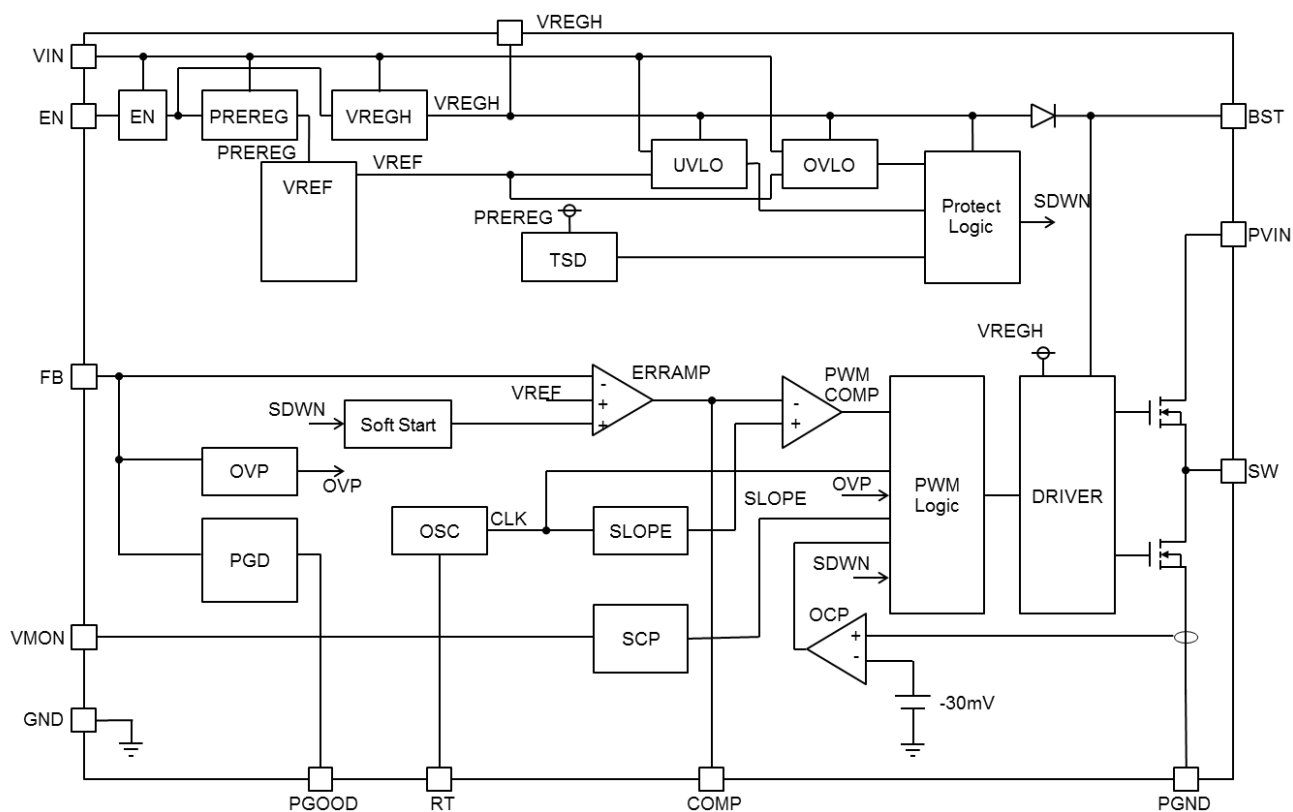 VREGH
VIN
EN
EN
PREREG
VREGH
VREGH
BST
PREREG
VREF
VREF
UVLO
OVLO
Protect
Logic
SDWN
PREREG
TSD
PVIN
VREGH
FB
ERRAMP
PWM
COMP
-
+
+
VREF
SDWN
Soft Start
-
+
OVP
OVP
SW
OVP
PWM
Logic
DRIVER
SLOPE
OSC
CLK
SLOPE
PGD
SDWN
VMON
SCP
OCP
+
-
-30mV
GND
PGOOD
RT
COMP
PGND